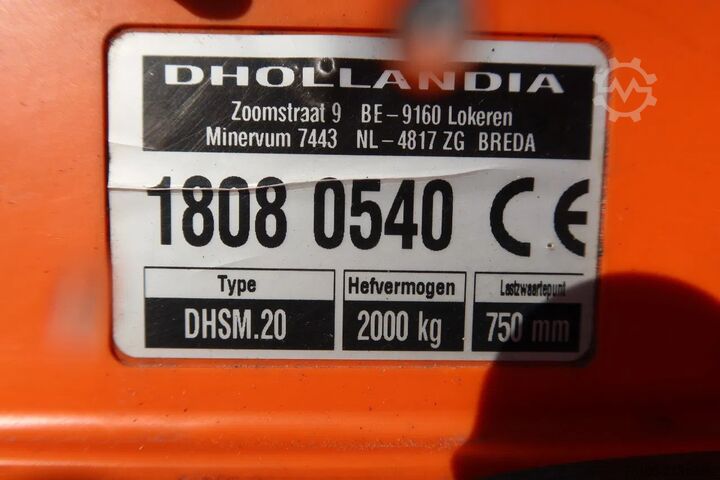 DHOLLANDIA
Zoomstraat 9 BE-9160 Lokeren
Minervum 7443 NL-4817 ZG BREDA
1808 0540 CE
Type Hefvermogen Lastzwaartepunt
DHSM.20 2000 kg 750 mm